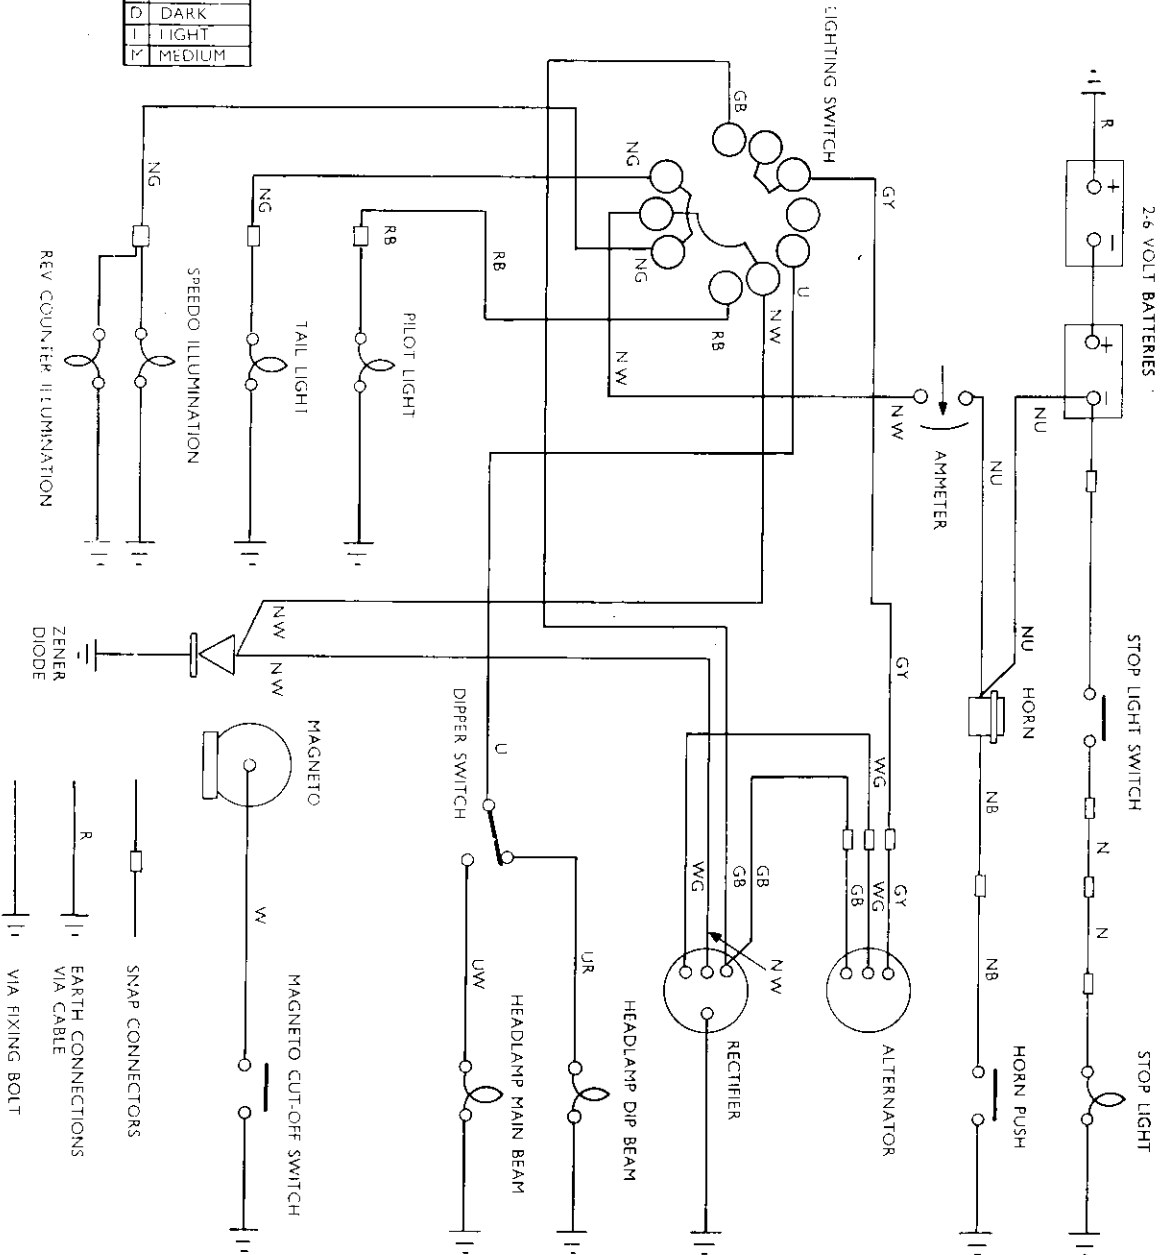 D DARK
L LIGHT
M MEDIUM
LIGHTING SWITCH
2-6 VOLT BATTERIES
R
+
−
+
−
GB
GY
NG
NG
NG
NG
RB
RB
RB
U
NW
NW
NW
NU
NU
NU
AMMETER
REV COUNTER ILLUMINATION
SPEEDO ILLUMINATION
TAIL LIGHT
PILOT LIGHT
STOP LIGHT SWITCH
HORN
GY
NW
NW
ZENER
DIODE
MAGNETO
DIPPER SWITCH
U
WG
GB
GB
WG
GB
WG
GY
NB
N
N
NB
NW
R
W
UW
UR
SNAP CONNECTORS
EARTH CONNECTIONS
VIA CABLE
VIA FIXING BOLT
MAGNETO CUT-OFF SWITCH
HEADLAMP MAIN BEAM
HEADLAMP DIP BEAM
RECTIFIER
ALTERNATOR
HORN PUSH
STOP LIGHT